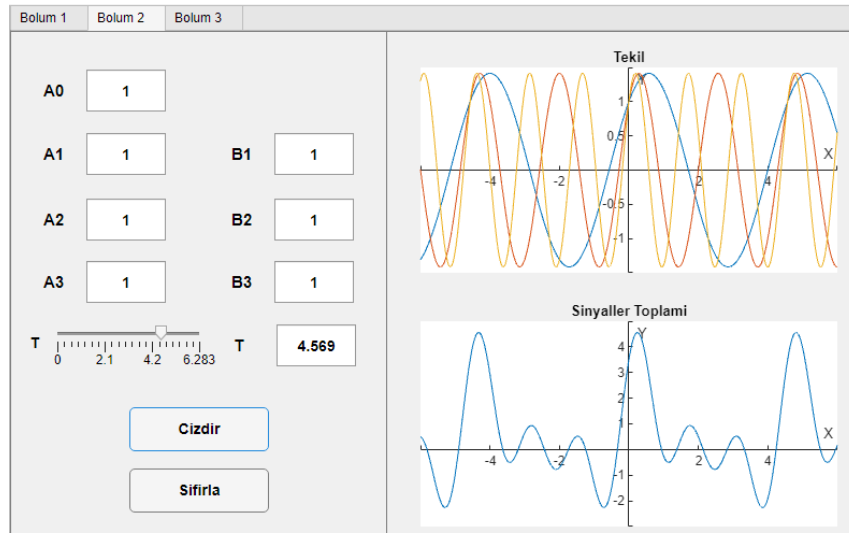 Bolum 1 Bolum 2 Bolum 3
A0 1
A1 1 B1 1
A2 1 B2 1
A3 1 B3 1
T 0 2.1 4.2 6.283 T 4.569
Cizdir
Sifirla
Tekil
Y
1
0.5
X
-4 -2 2 4
-0.5
-1
Sinyaller Toplami
Y
4
3
2
1
X
-4 -2 2 4
-1
-2